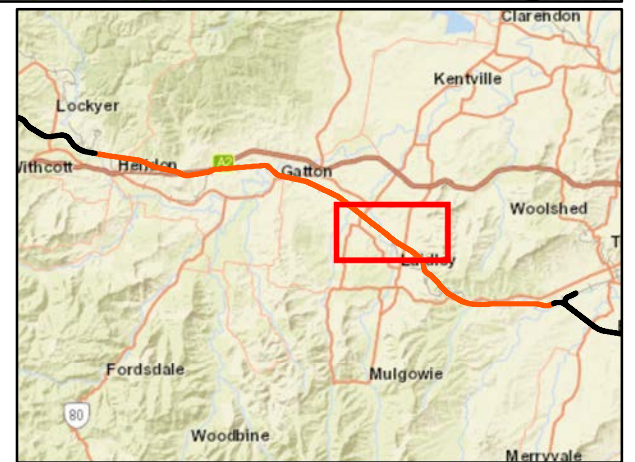 Clarendon
Kentville
Lockyer
A2
Withcott
Helidon
Gatton
Woolshed
T
Laidley
Fordsdale
Mulgowie
80
Woodbine
Merryvale